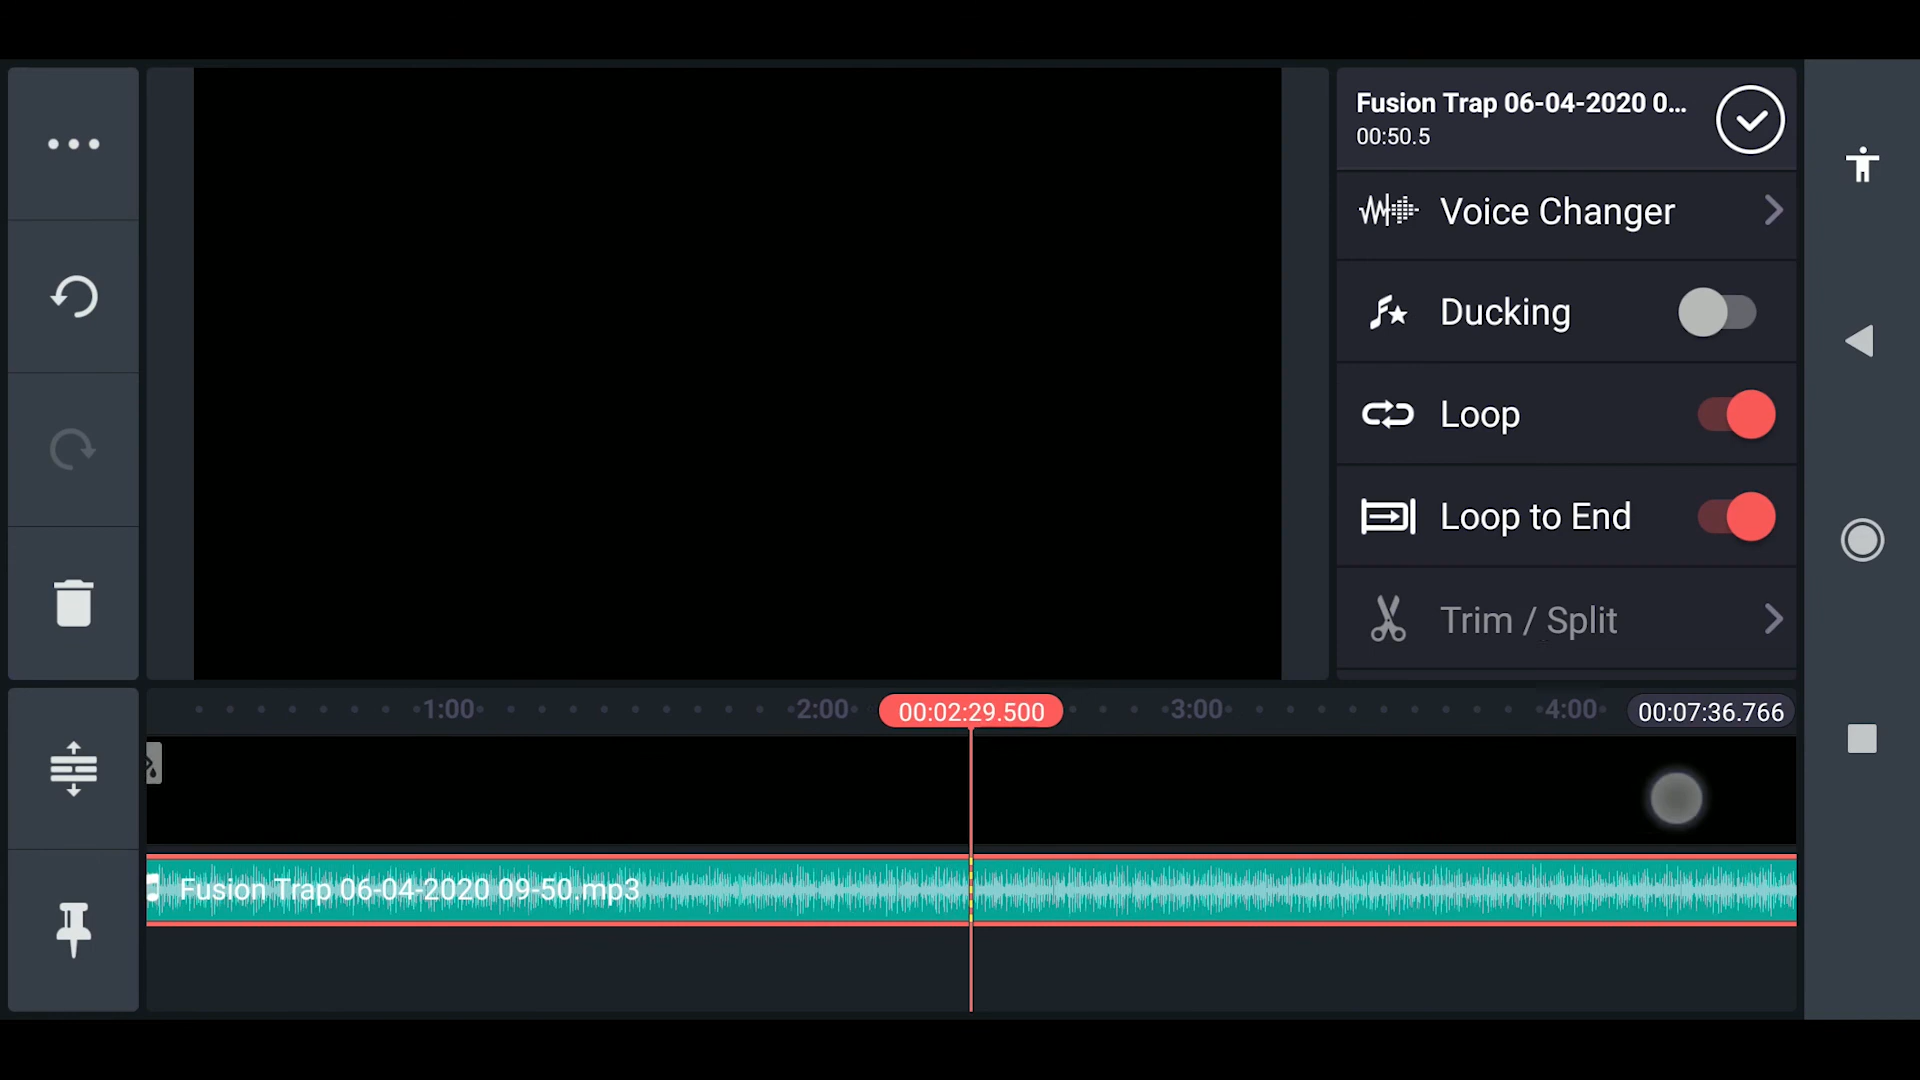 Fusion Trap 06-04-2020 0...
00:50.5
Voice Changer
Ducking
Loop
Loop to End
Trim / Split
1:00
2:00
00:02:29.500
3:00
4:00
00:07:36.766
Fusion Trap 06-04-2020 09-50.mp3